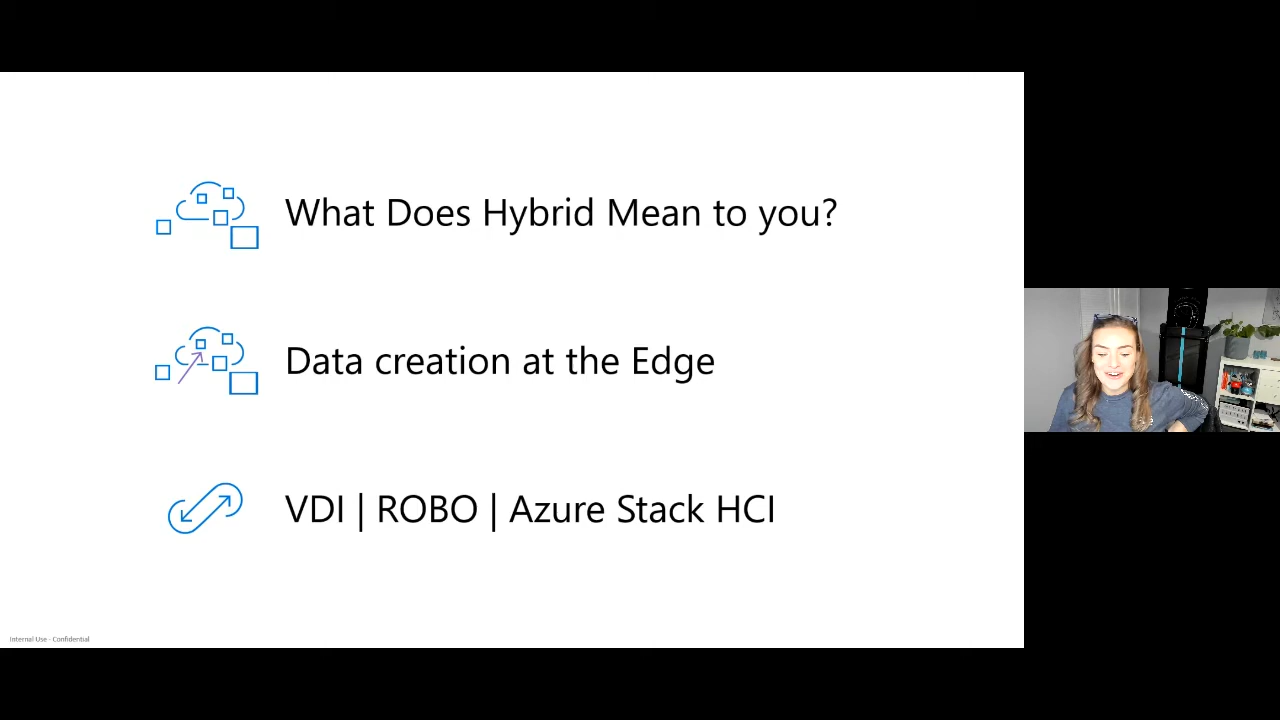 What Does Hybrid Mean to you?
Data creation at the Edge
VDI | ROBO | Azure Stack HCI
Internal Use - Confidential